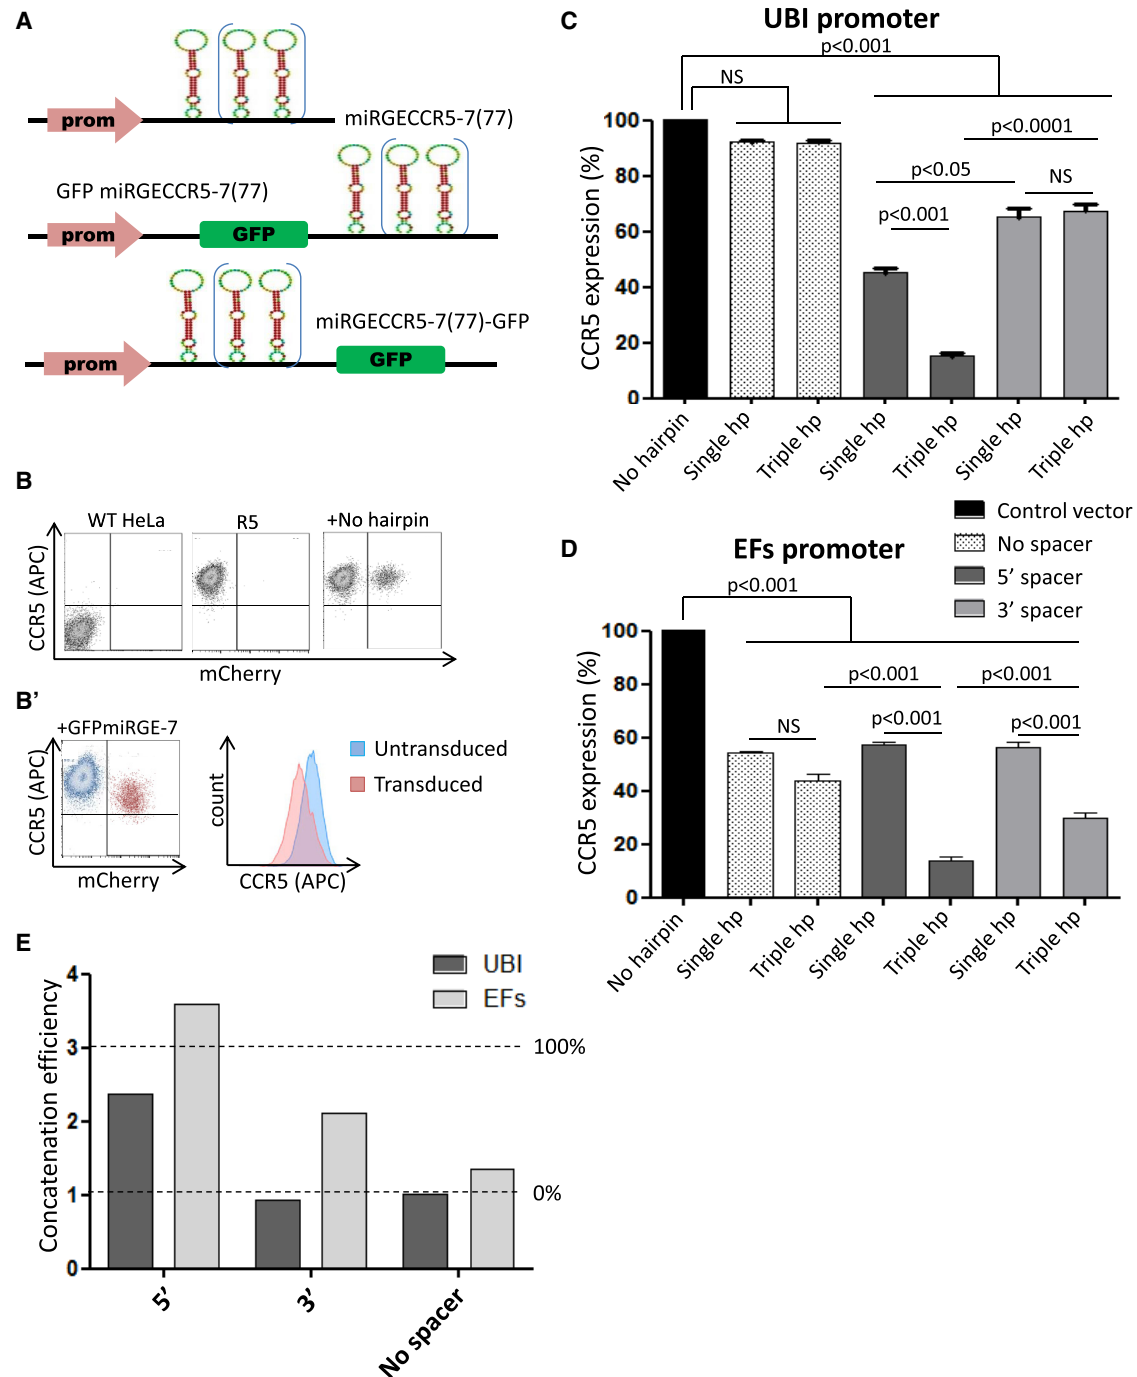 A
prom
miRGECCR5-7(77)
GFP miRGECCR5-7(77)
prom
GFP
miRGECCR5-7(77)-GFP
prom
GFP
B
WT HeLa
R5
+No hairpin
CCR5 (APC)
mCherry
B’
+GFPmiRGE-7
CCR5 (APC)
mCherry
count
CCR5 (APC)
Untransduced
Transduced
C
UBI promoter
p<0.001
NS
p<0.0001
p<0.05
NS
p<0.001
CCR5 expression (%)
100
80
60
40
20
0
No hairpin
Single hp
Triple hp
Single hp
Triple hp
Single hp
Triple hp
Control vector
No spacer
5’ spacer
3’ spacer
D
EFs promoter
p<0.001
p<0.001
p<0.001
NS
p<0.001
p<0.001
CCR5 expression (%)
100
80
60
40
20
0
No hairpin
Single hp
Triple hp
Single hp
Triple hp
Single hp
Triple hp
E
Concatenation efficiency
4
3
2
1
0
UBI
EFs
100%
0%
5’
3’
No spacer